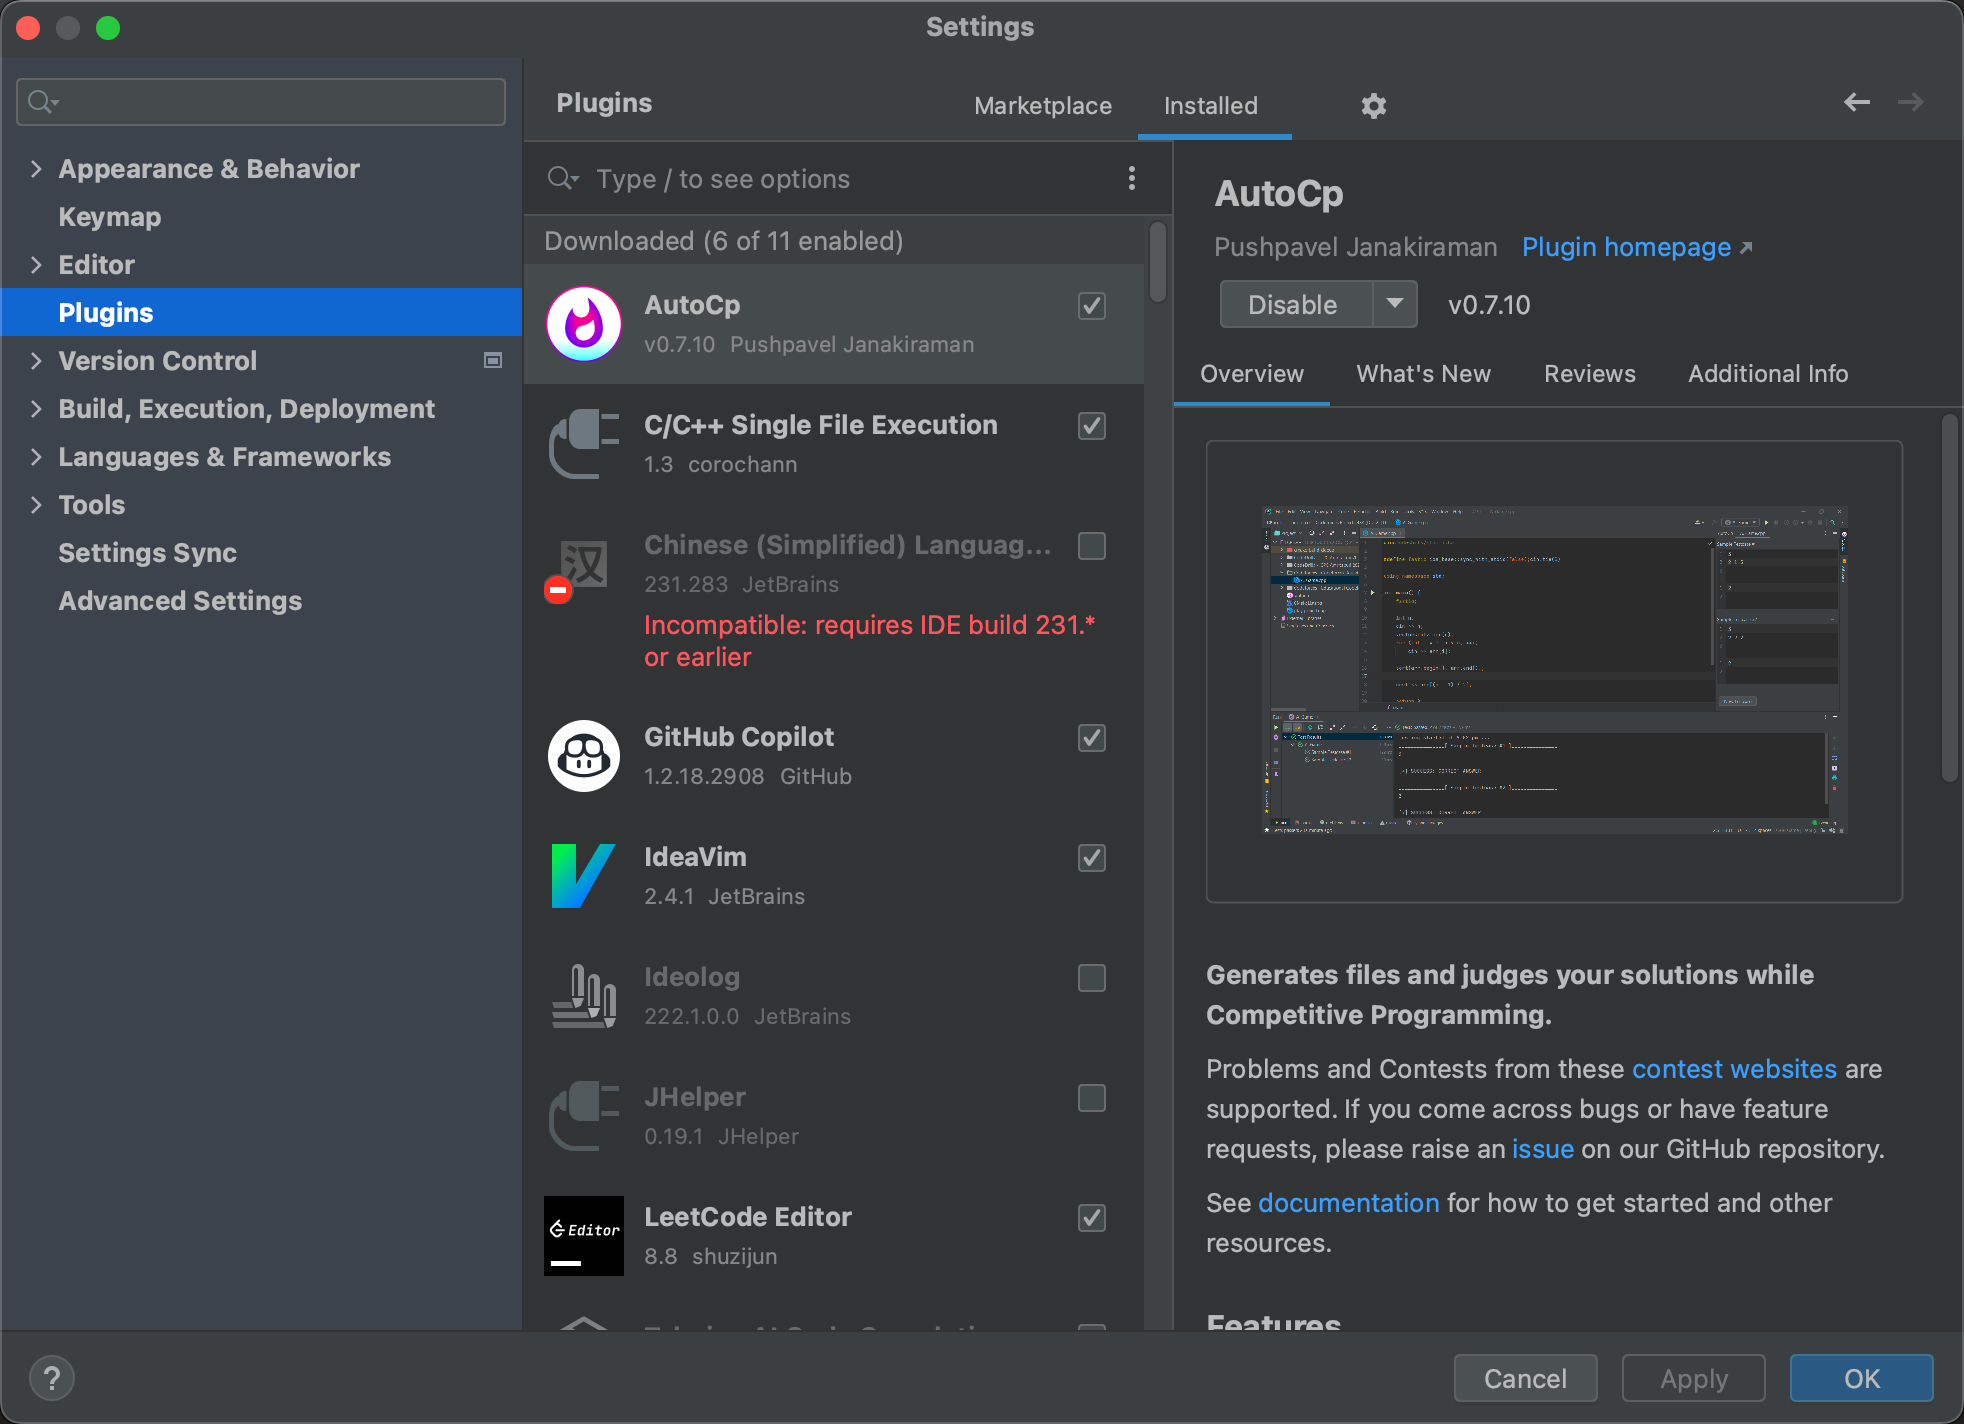 Settings
Appearance & Behavior
Keymap
Editor
Plugins
Version Control
Build, Execution, Deployment
Languages & Frameworks
Tools
Settings Sync
Advanced Settings
Plugins
Marketplace
Installed
Type / to see options
Downloaded (6 of 11 enabled)
AutoCp
v0.7.10 Pushpavel Janakiraman
C/C++ Single File Execution
1.3 corochann
汉
Chinese (Simplified) Languag...
231.283 JetBrains
Incompatible: requires IDE build 231.*
or earlier
GitHub Copilot
1.2.18.2908 GitHub
IdeaVim
2.4.1 JetBrains
Ideolog
222.1.0.0 JetBrains
JHelper
0.19.1 JHelper
Editor
LeetCode Editor
8.8 shuzijun
AutoCp
Pushpavel Janakiraman Plugin homepage
Disable
v0.7.10
Overview
What's New
Reviews
Additional Info
Generates files and judges your solutions while
Competitive Programming.
Problems and Contests from these contest websites are
supported. If you come across bugs or have feature
requests, please raise an issue on our GitHub repository.
See documentation for how to get started and other
resources.
Features
?
Cancel
Apply
OK